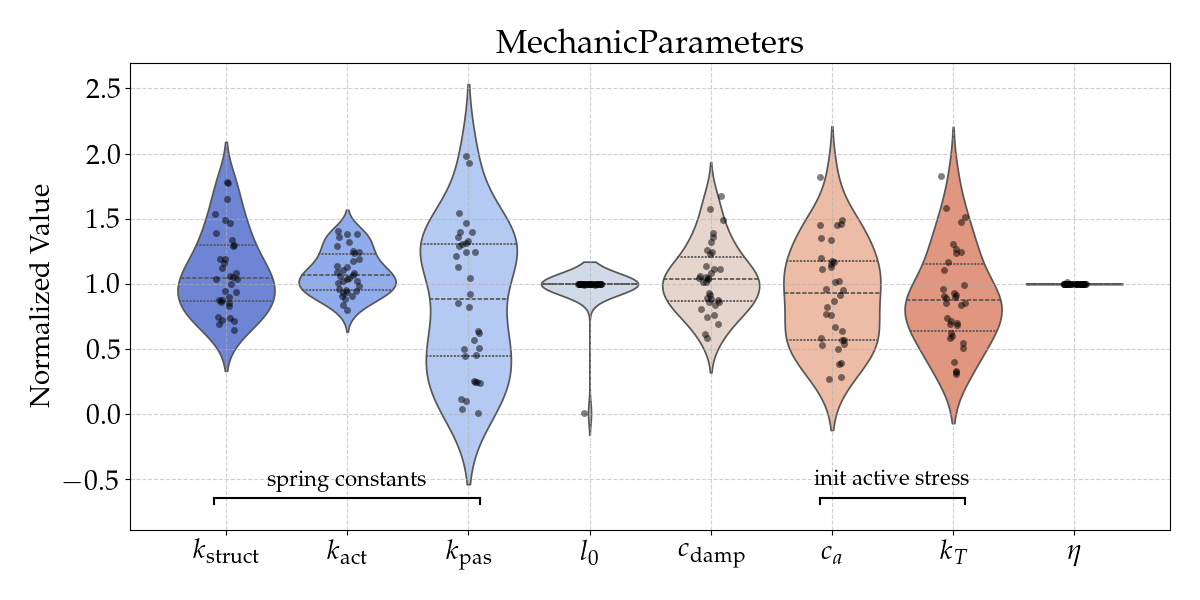 MechanicParameters
Normalized Value
2.5
2.0
1.5
1.0
0.5
0.0
−0.5
spring constants
init active stress
k_struct k_act k_pas l_0 c_damp c_a k_T η